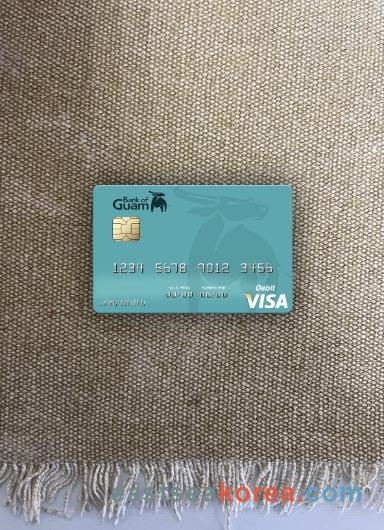 Bank of
Guam
1234 5678 9012 3456
00/00 00/00
Debit
VISA
eastseakorea.com